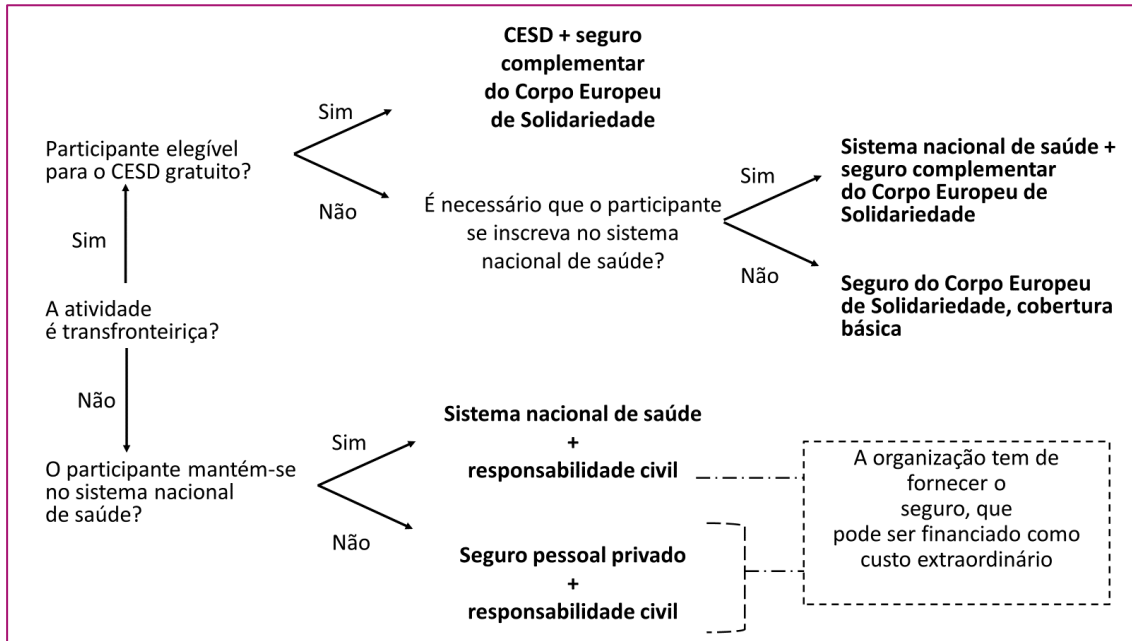 CESD + seguro
complementar
do Corpo Europeu
de Solidariedade
Sim
Participante elegível
para o CESD gratuito?
Não
É necessário que o participante
se inscreva no sistema
nacional de saúde?
Sim
Sistema nacional de saúde +
seguro complementar
do Corpo Europeu de
Solidariedade
Não
Seguro do Corpo Europeu
de Solidariedade, cobertura
básica
Sim
A atividade
é transfronteiriça?
Não
O participante mantém-se
no sistema nacional
de saúde?
Sim
Sistema nacional de saúde
+
responsabilidade civil
Não
Seguro pessoal privado
+
responsabilidade civil
A organização tem de
fornecer o
seguro, que
pode ser financiado como
custo extraordinário